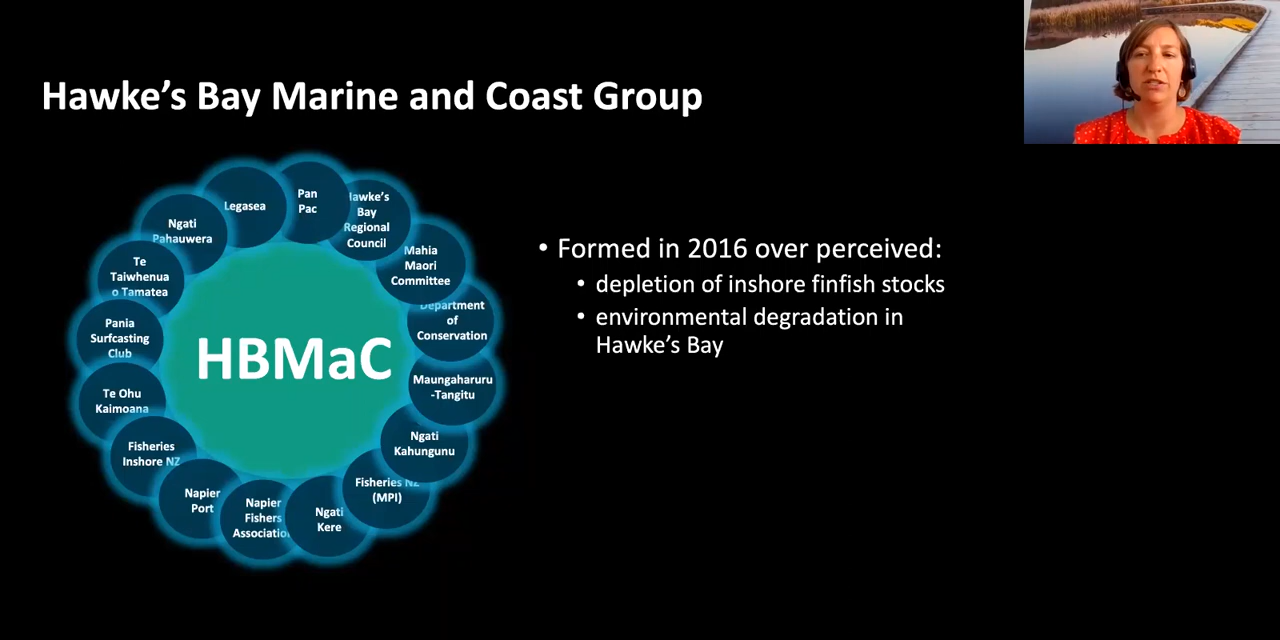 Hawke's Bay Marine and Coast Group
HBMaC
Pan
Pac
Hawke's
Bay
Regional
Council
Mahia
Maori
Committee
Department
of
Conservation
Maungaharuru
-Tangitu
Ngati
Kahungunu
Fisheries NZ
(MPI)
Ngati
Kere
Napier
Fishers
Association
Napier
Port
Fisheries
Inshore NZ
Te Ohu
Kaimoana
Pania
Surfcasting
Club
Te
Taiwhenua
o Tamatea
Ngati
Pahauwera
Legasea
• Formed in 2016 over perceived:
• depletion of inshore finfish stocks
• environmental degradation in
Hawke's Bay